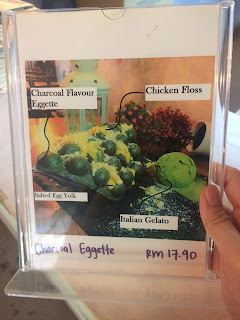 Charcoal Flavour
Eggette
Chicken Floss
Salted Egg Yolk
Italian Gelato
Charcoal Eggette RM 17.90